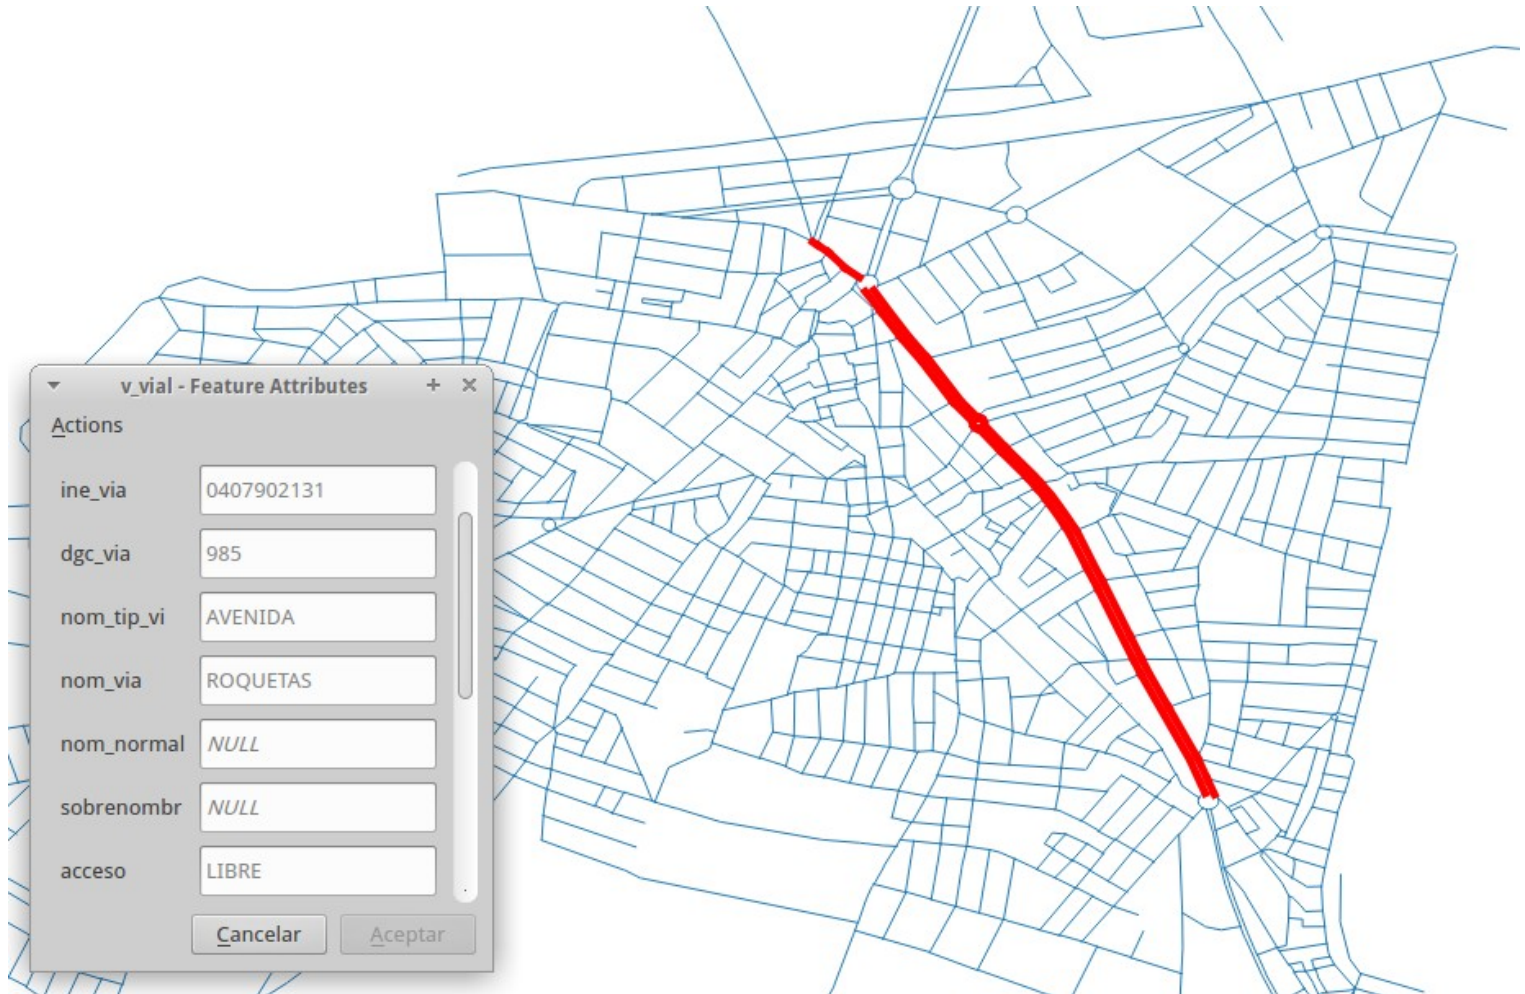 v_vial - Feature Attributes
Actions
ine_via 0407902131
dgc_via 985
nom_tip_vi AVENIDA
nom_via ROQUETAS
nom_normal NULL
sobrenombr NULL
acceso LIBRE
Cancelar Aceptar